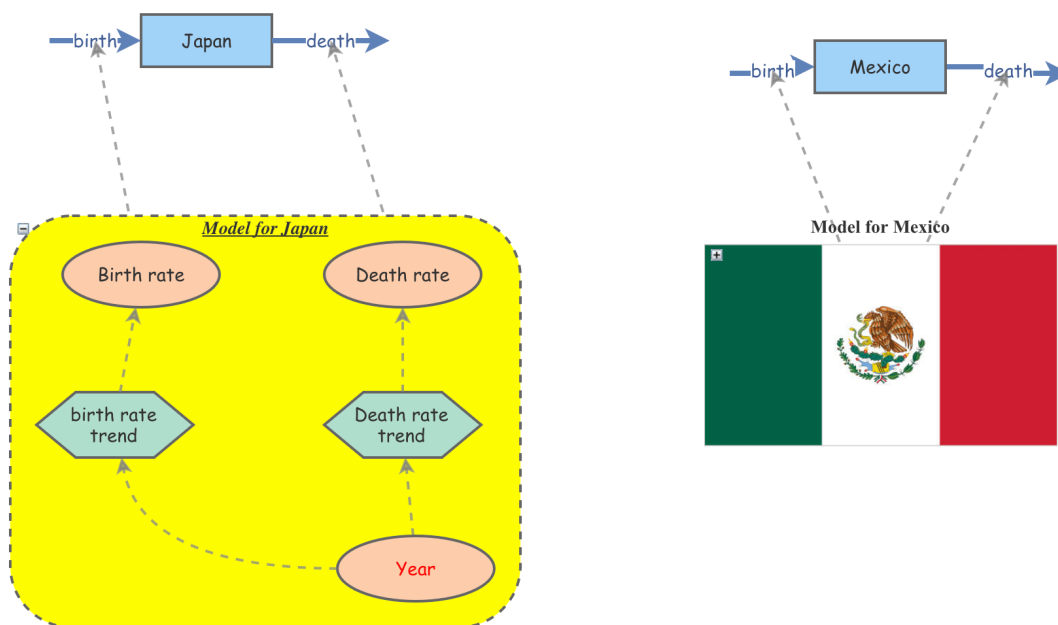 birth
Japan
death
birth
Mexico
death
Model for Japan
Birth rate
Death rate
birth rate
trend
Death rate
trend
Year
Model for Mexico